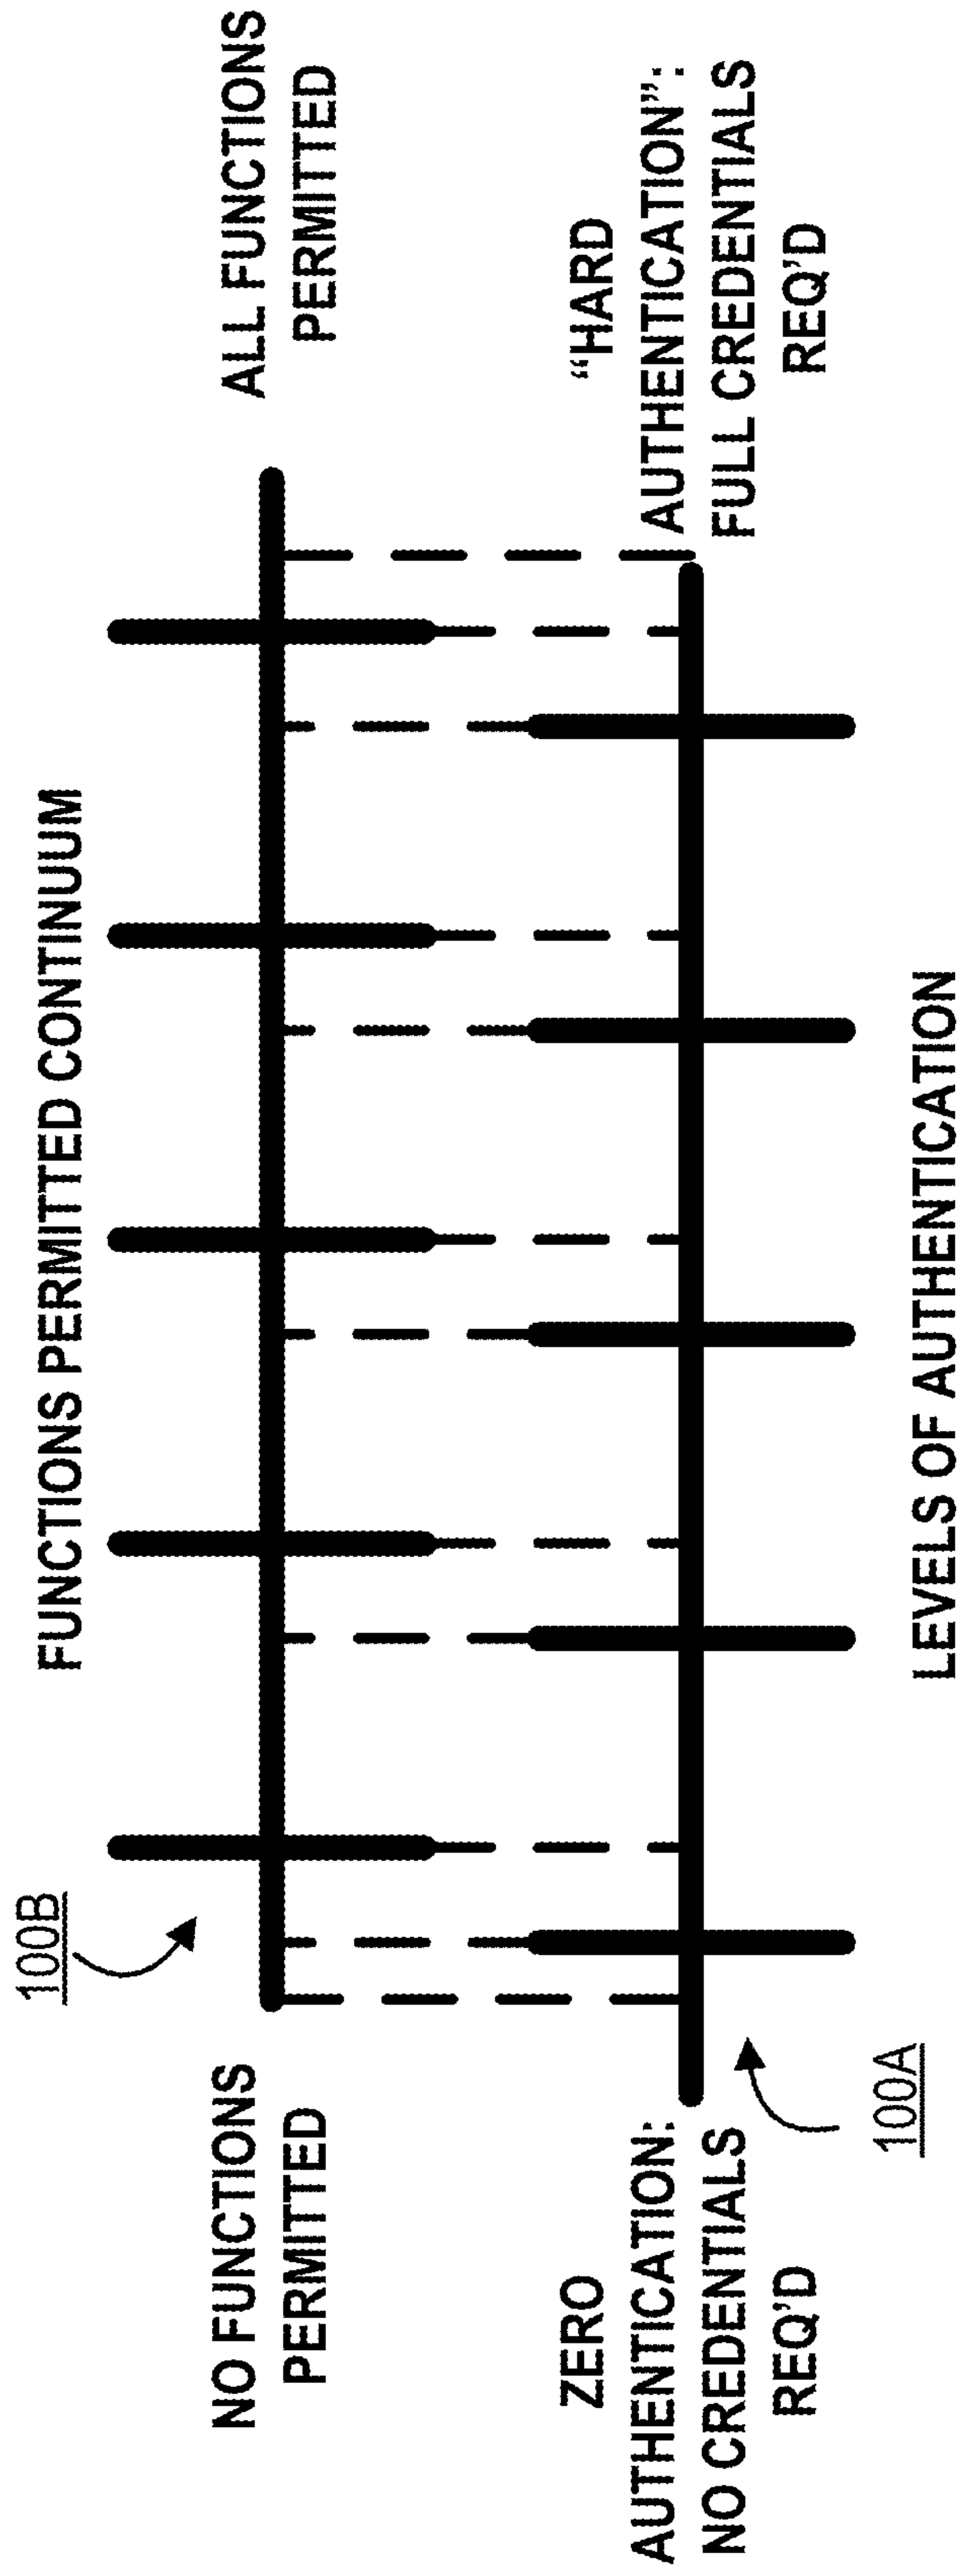 FUNCTIONS PERMITTED CONTINUUM
100B
NO FUNCTIONS
PERMITTED
ALL FUNCTIONS
PERMITTED
ZERO
AUTHENTICATION:
NO CREDENTIALS
REQ'D
"HARD
AUTHENTICATION":
FULL CREDENTIALS
REQ'D
100A
LEVELS OF AUTHENTICATION